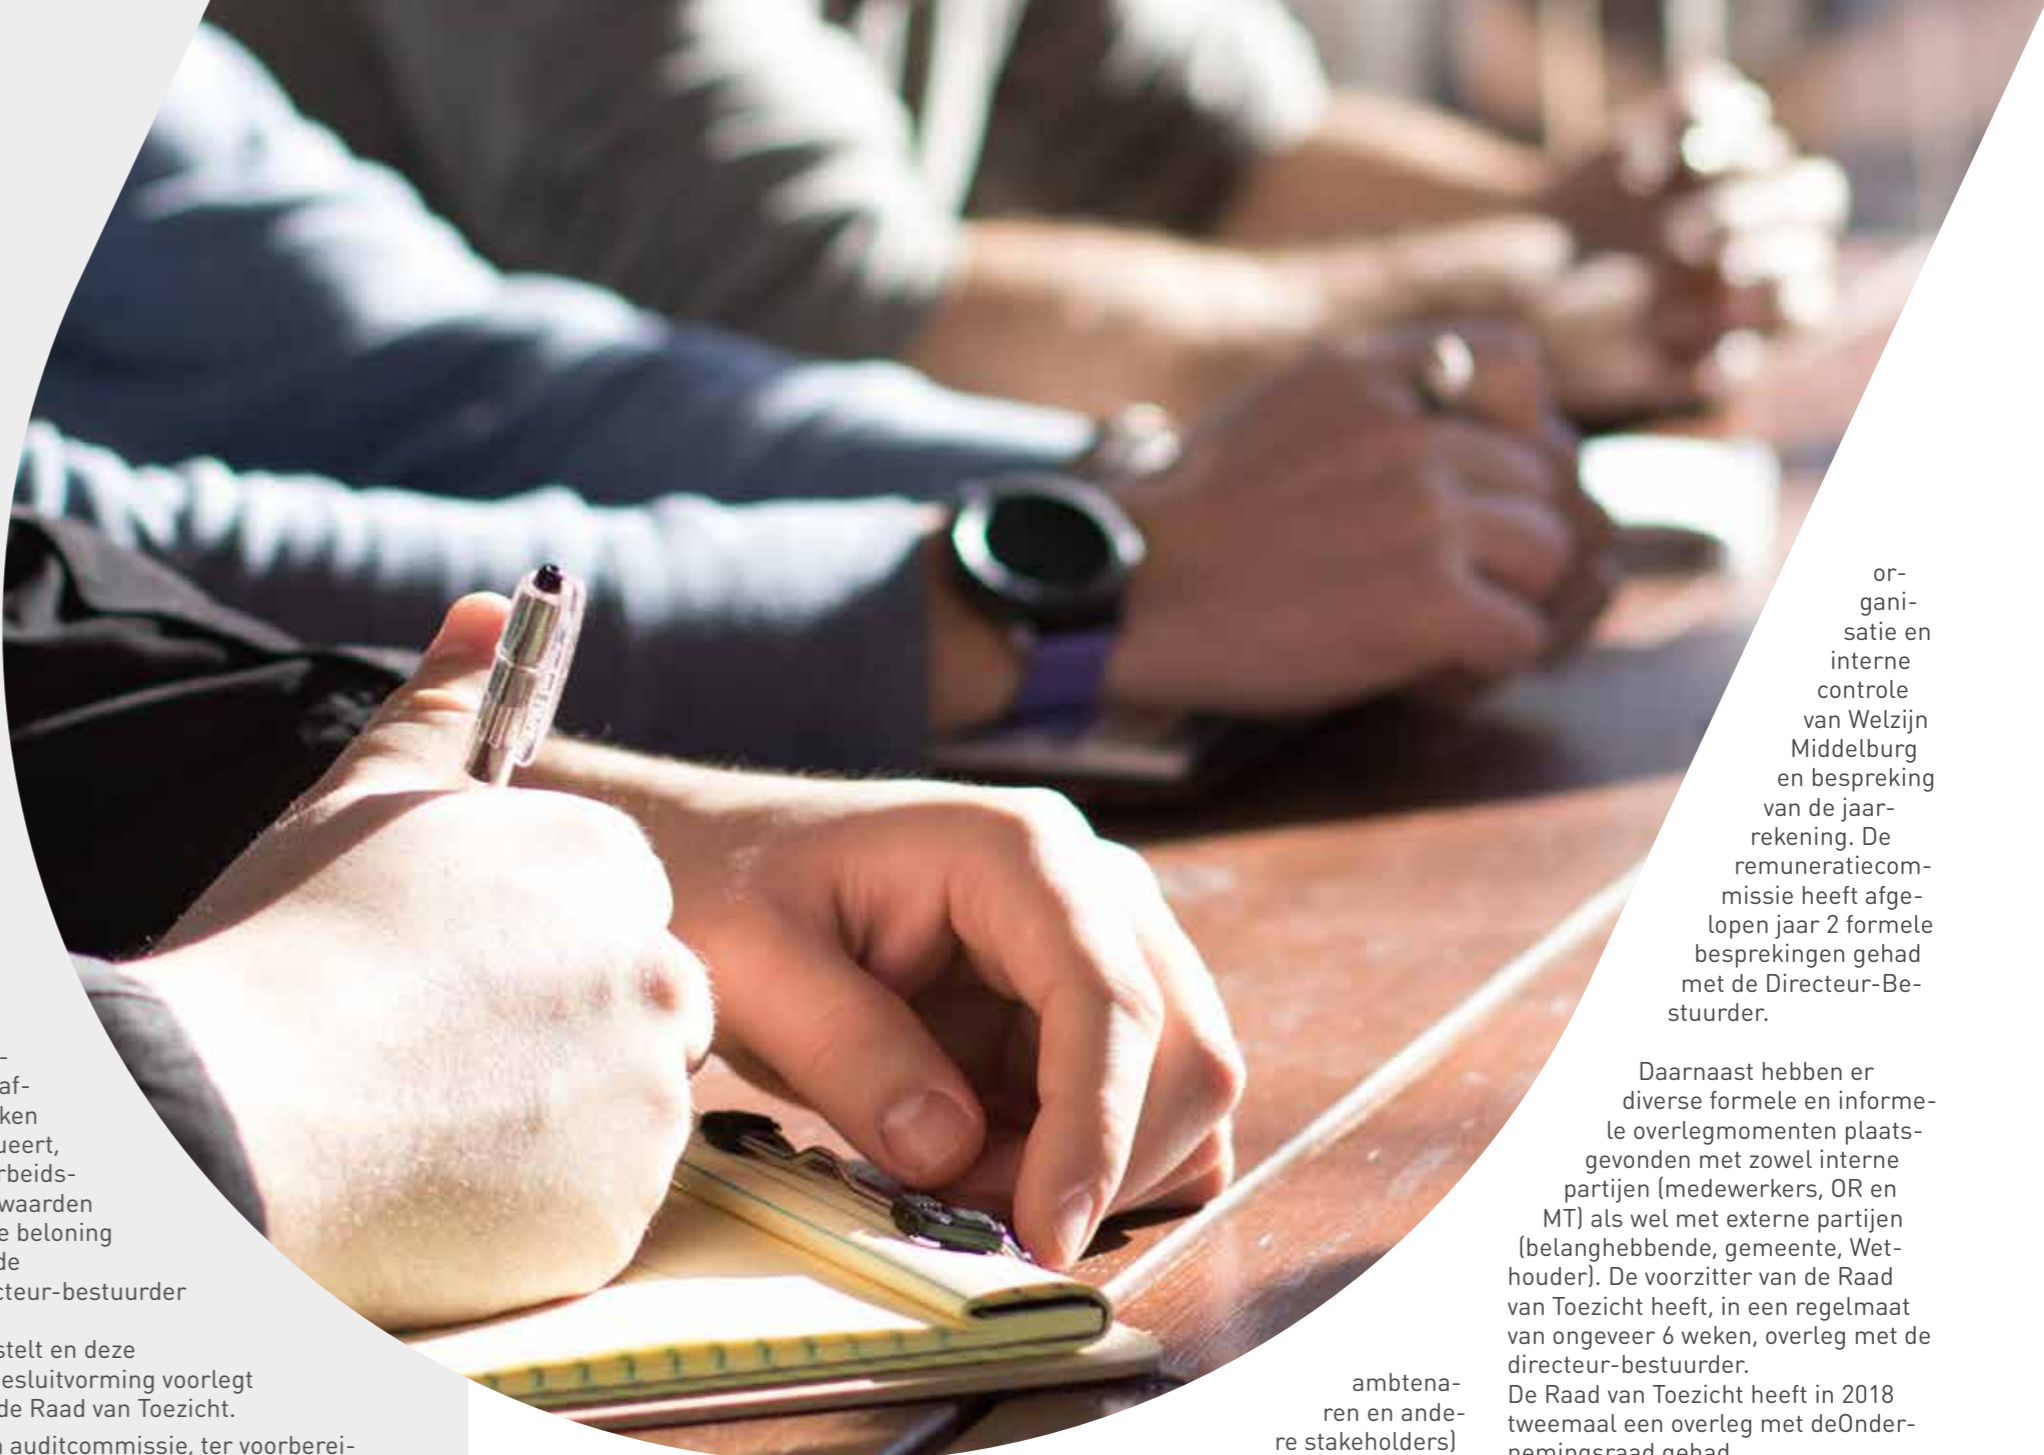 af-
ken
ueert,
rbeids-
waarden
e beloning
de
cteur-bestuurder
stelt en deze
esluitvorming voorlegt
de Raad van Toezicht.
auditcommissie, ter voorberei-
ambtena-
ren en ande-
re stakeholders)
or-
gani-
satie en
interne
controle
van Welzijn
Middelburg
en bespreking
van de jaar-
rekening. De
remuneratiecom-
missie heeft afge-
lopen jaar 2 formele
besprekingen gehad
met de Directeur-Be-
stuurder.
Daarnaast hebben er
diverse formele en informe-
le overlegmomenten plaats-
gevonden met zowel interne
partijen (medewerkers, OR en
MT) als wel met externe partijen
(belanghebbende, gemeente, Wet-
houder). De voorzitter van de Raad
van Toezicht heeft, in een regelmaat
van ongeveer 6 weken, overleg met de
directeur-bestuurder.
De Raad van Toezicht heeft in 2018
tweemaal een overleg met deOnder-
nemingsraad gehad.